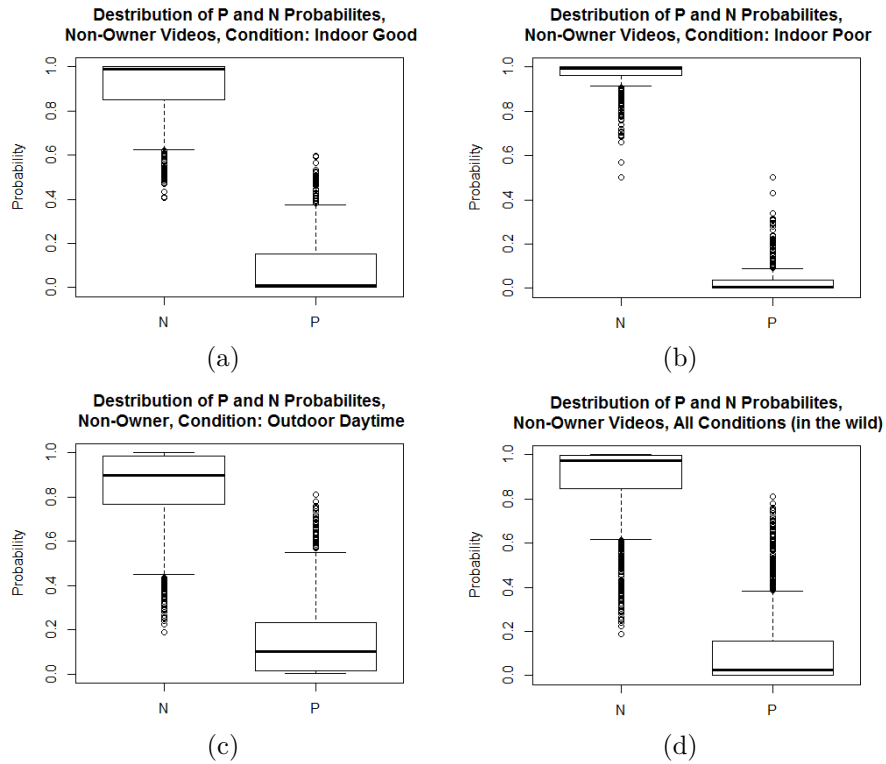 Destribution of P and N Probabilites,
Non-Owner Videos, Condition: Indoor Good
Probability
1.0
0.8
0.6
0.4
0.2
0.0
N
P
(a)
Destribution of P and N Probabilites,
Non-Owner Videos, Condition: Indoor Poor
Probability
1.0
0.8
0.6
0.4
0.2
0.0
N
P
(b)
Destribution of P and N Probabilites,
Non-Owner, Condition: Outdoor Daytime
Probability
1.0
0.8
0.6
0.4
0.2
0.0
N
P
(c)
Destribution of P and N Probabilites,
Non-Owner Videos, All Conditions (in the wild)
Probability
1.0
0.8
0.6
0.4
0.2
0.0
N
P
(d)